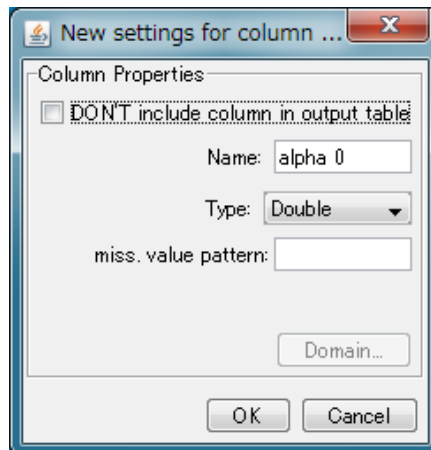 New settings for column ...
Column Properties
DON'T include column in output table
Name: alpha 0
Type: Double
miss. value pattern:
Domain...
OK Cancel